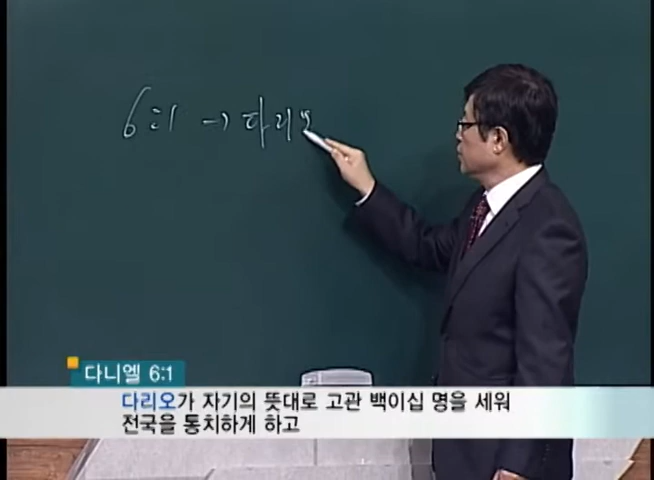 6:1 → 다리오
다니엘 6:1
다리오가 자기의 뜻대로 고관 백이십 명을 세워
전국을 통치하게 하고